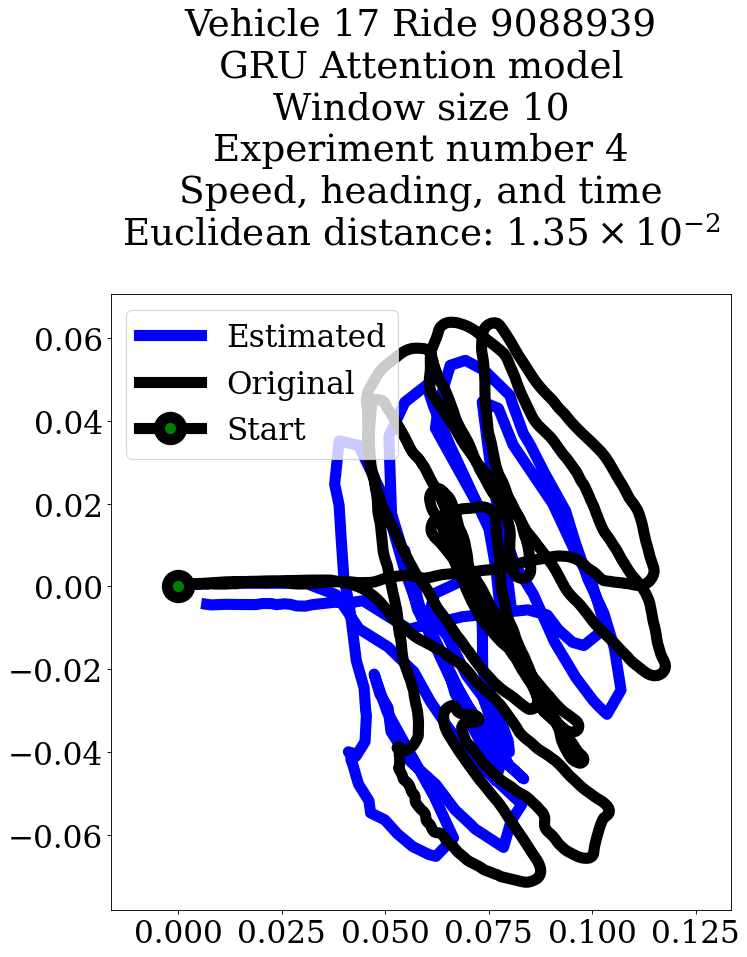 Vehicle 17 Ride 9088939
GRU Attention model
Window size 10
Experiment number 4
Speed, heading, and time
Euclidean distance: 1.35 × 10⁻²
Estimated
Original
Start
0.06
0.04
0.02
0.00
−0.02
−0.04
−0.06
0.000 0.025 0.050 0.075 0.100 0.125